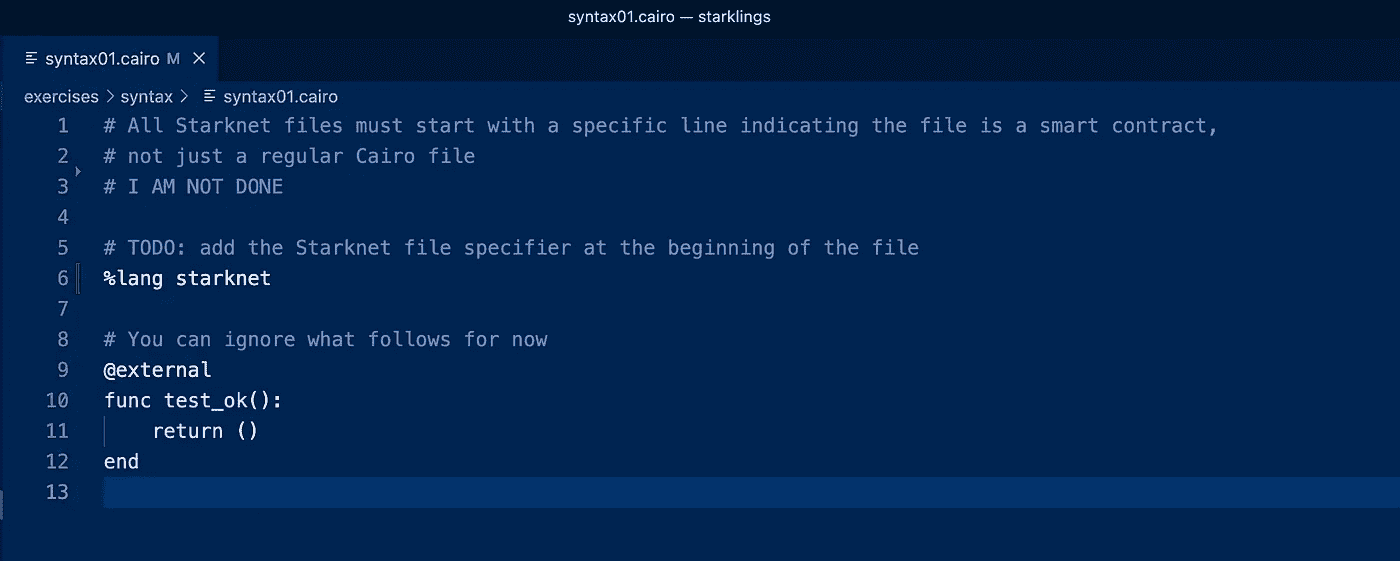 syntax01.cairo — starklings
syntax01.cairo M
exercises > syntax > syntax01.cairo
1 # All Starknet files must start with a specific line indicating the file is a smart contract,
2 # not just a regular Cairo file
3 # I AM NOT DONE
4
5 # TODO: add the Starknet file specifier at the beginning of the file
6 %lang starknet
7
8 # You can ignore what follows for now
9 @external
10 func test_ok():
11     return ()
12 end
13